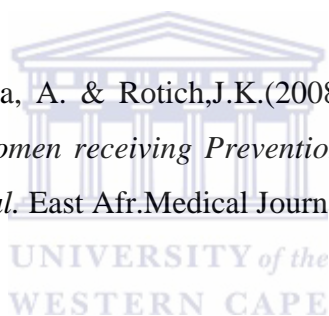 a, A. & Rotich,J.K.(2008
omen receiving Preventio
al. East Afr.Medical Journ
UNIVERSITY of the
WESTERN CAPE